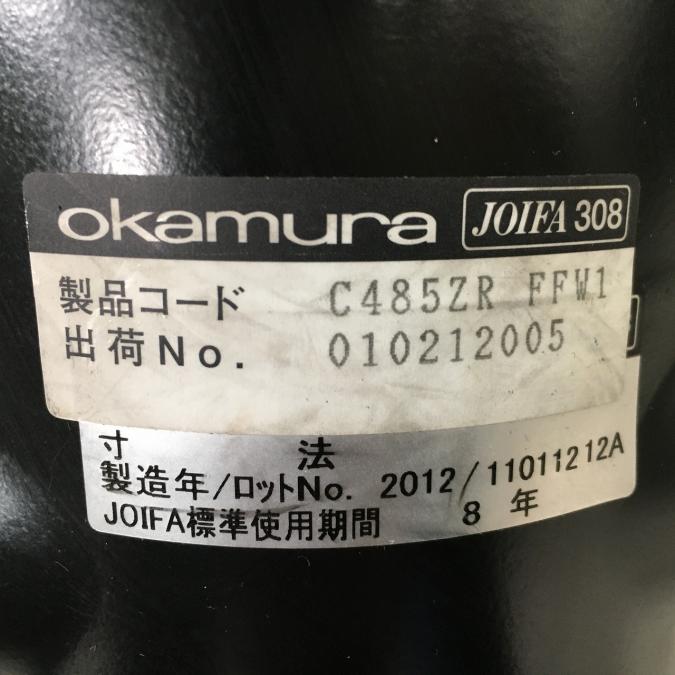 okamura JOIFA 308
製品コード C485ZR FFW1
出荷No. 010212005
寸法
製造年/ロットNo. 2012/11011212A
JOIFA標準使用期間 8年